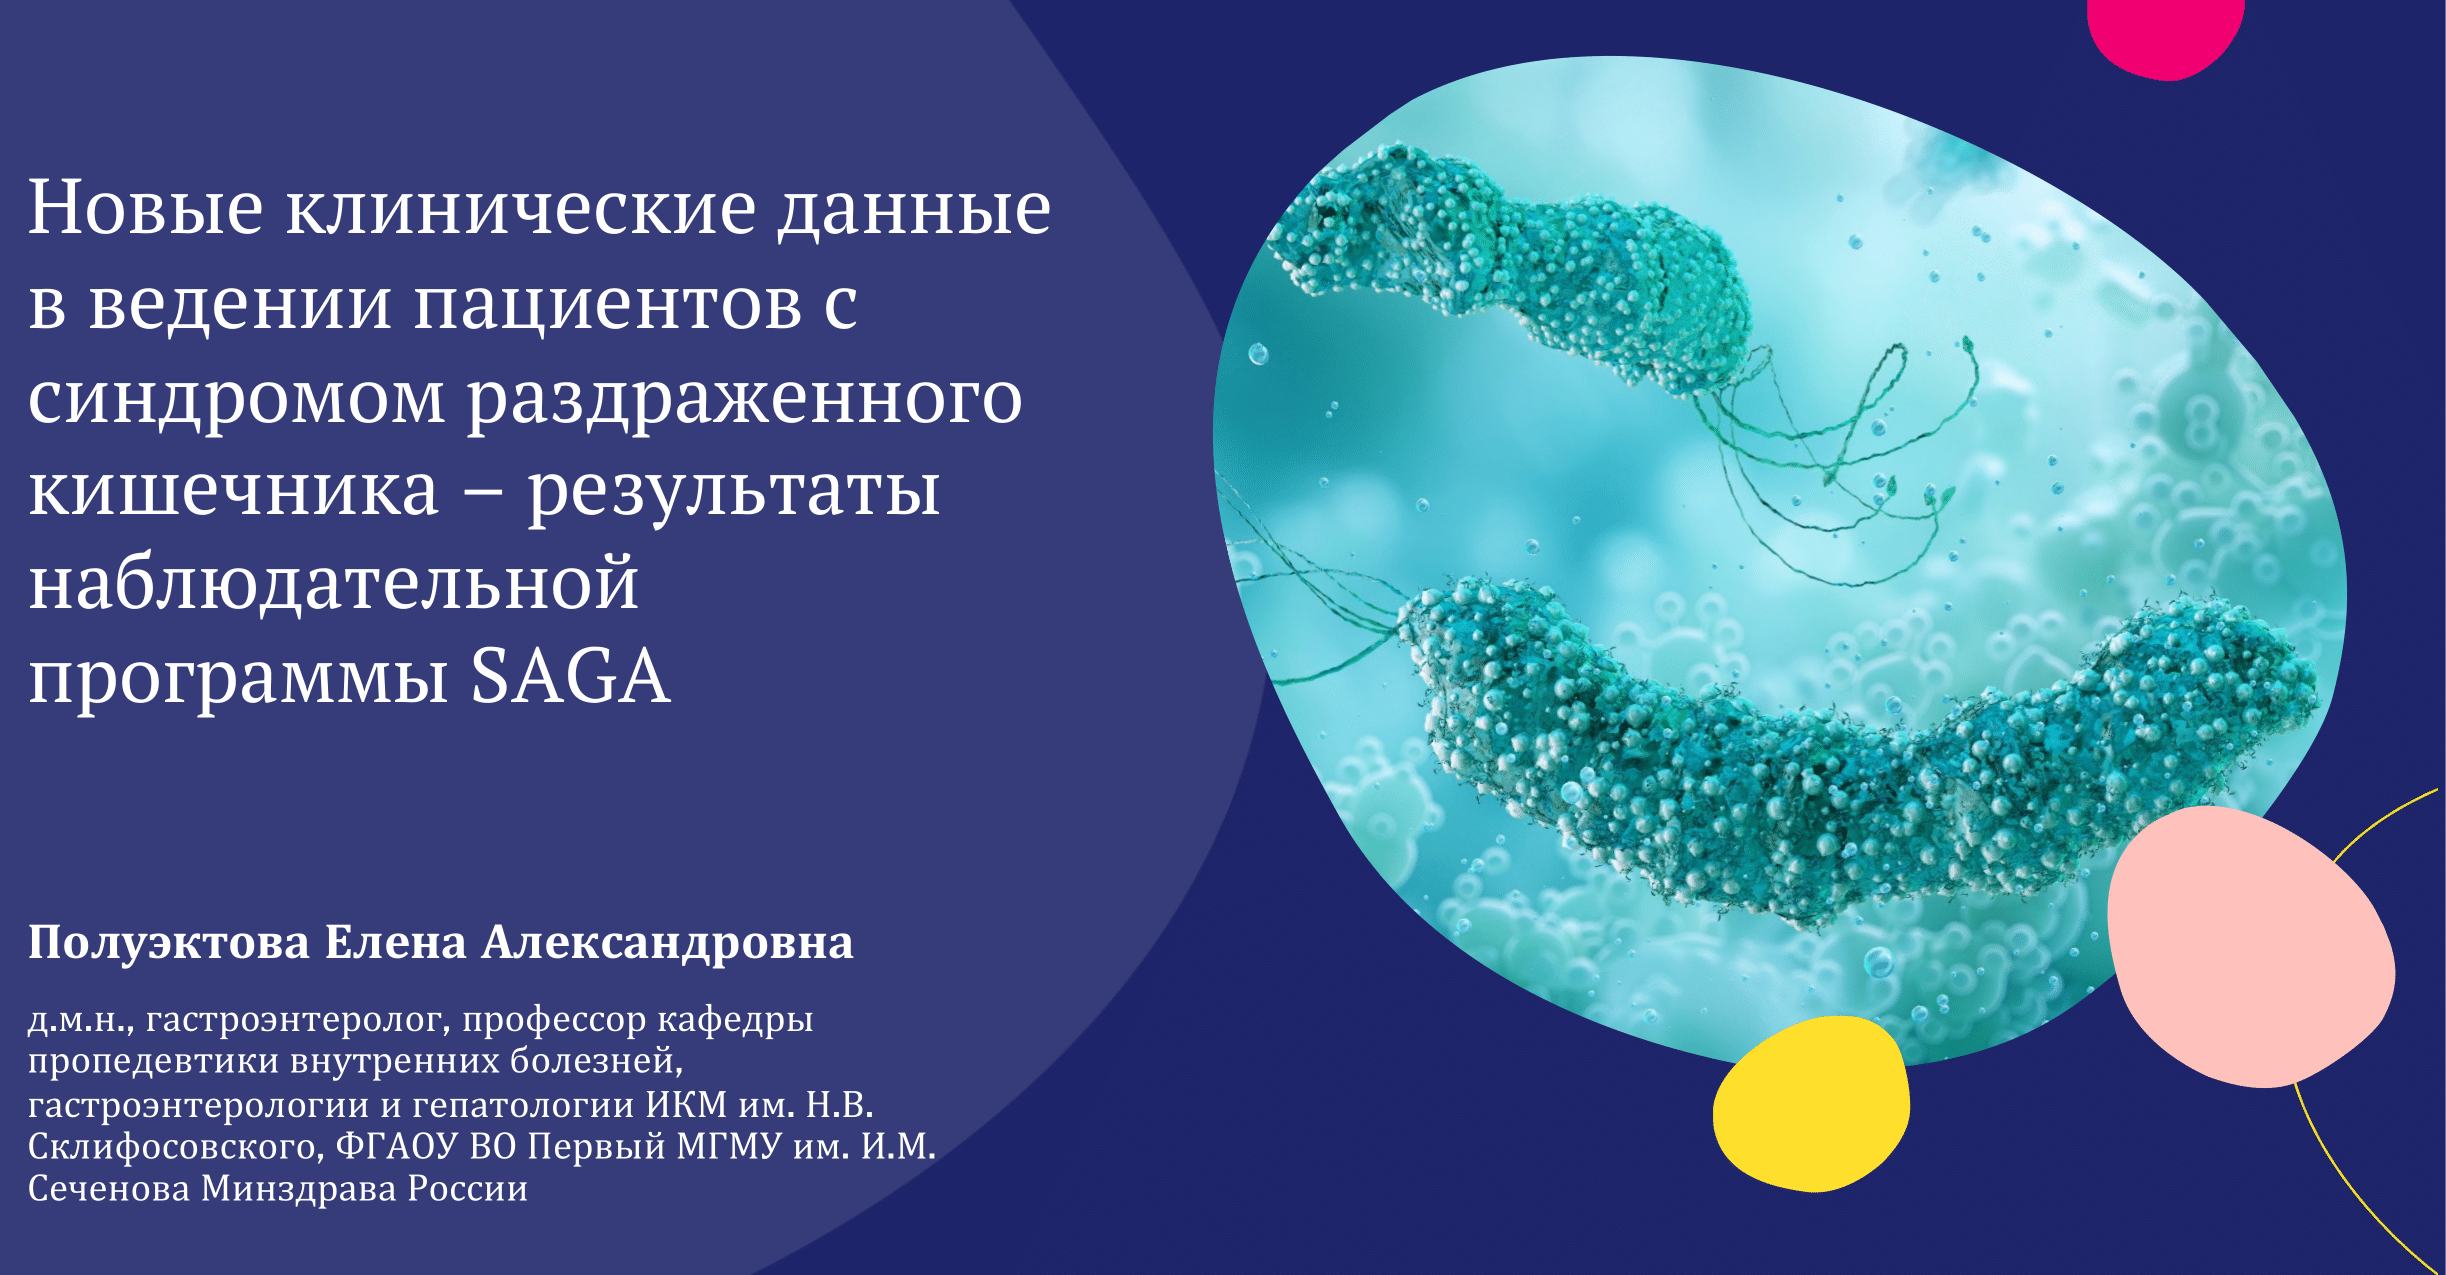 Новые клинические данные
в ведении пациентов с
синдромом раздраженного
кишечника – результаты
наблюдательной
программы SAGA
Полуэктова Елена Александровна
д.м.н., гастроэнтеролог, профессор кафедры
пропедевтики внутренних болезней,
гастроэнтерологии и гепатологии ИКМ им. Н.В.
Склифосовского, ФГАОУ ВО Первый МГМУ им. И.М.
Сеченова Минздрава России